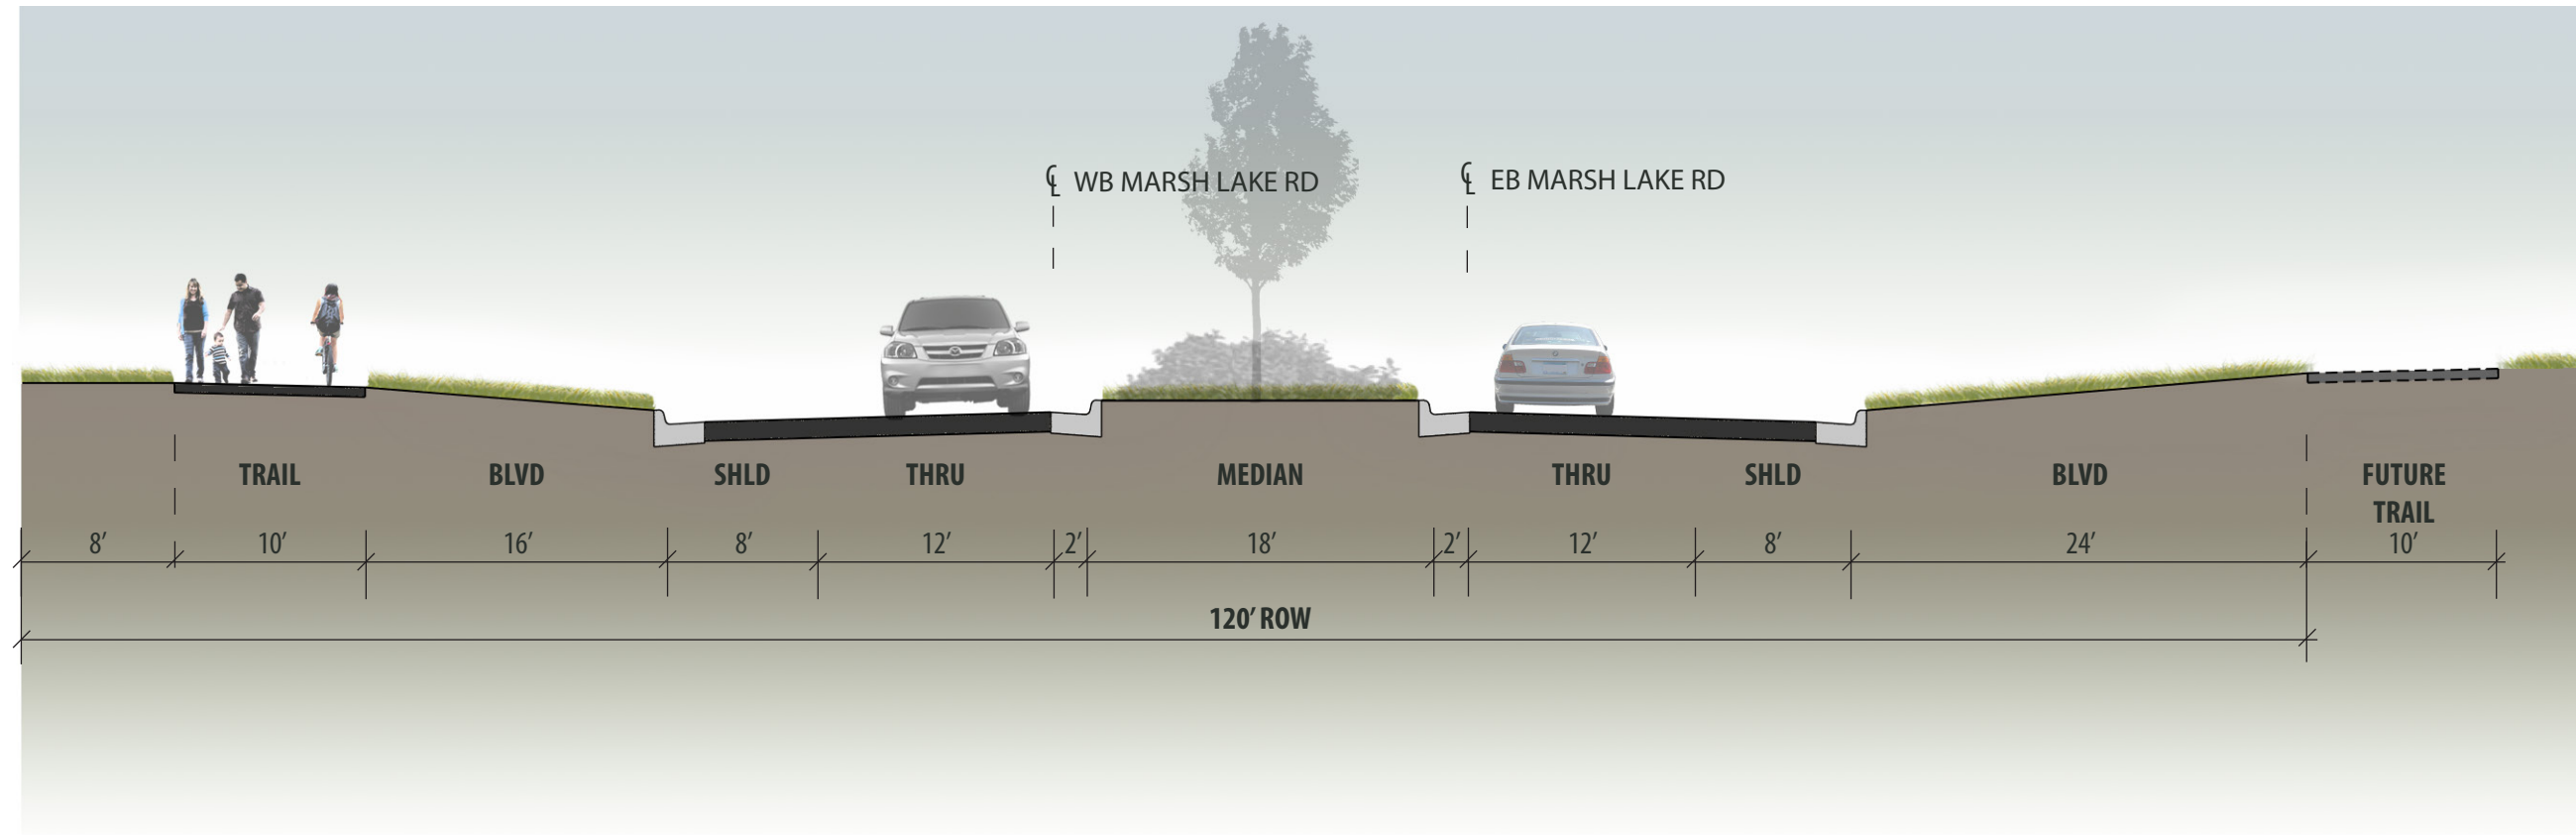 ℄ WB MARSH LAKE RD
℄ EB MARSH LAKE RD
TRAIL
BLVD
SHLD
THRU
MEDIAN
THRU
SHLD
BLVD
FUTURE
TRAIL
8′
10′
16′
8′
12′
2′
18′
2′
12′
8′
24′
10′
120′ ROW